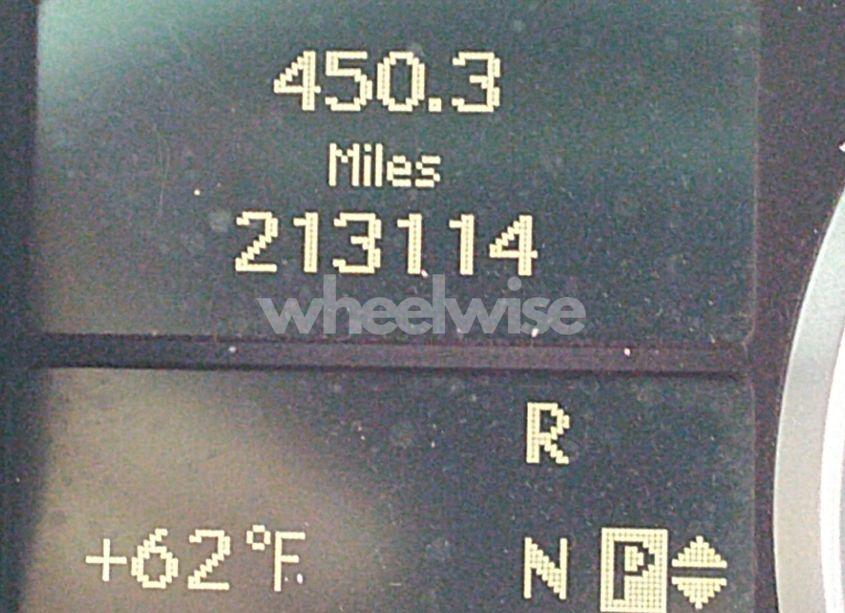 450.3
Miles
213114
wheelwise
R
+62°F
N P